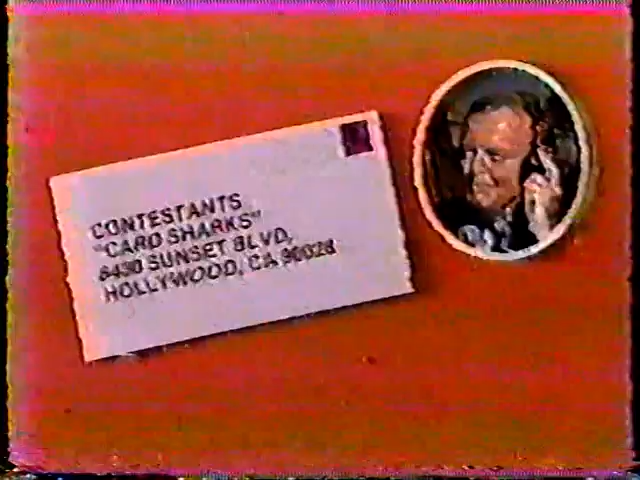 CONTESTANTS
"CARD SHARKS"
6430 SUNSET BLVD.
HOLLYWOOD, CA 90028